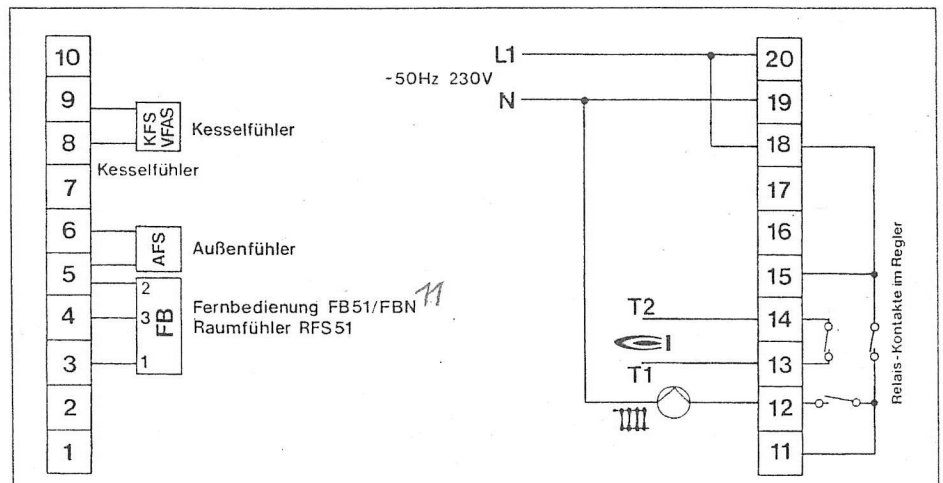 10
9
8
7
6
5
4
3
2
1
KFS
VFAS
Kesselfühler
Kesselfühler
AFS
Außenfühler
2
3
1
FB
Fernbedienung FB51/FBN 11
Raumfühler RFS51
L1
~50Hz 230V
N
T2
T1
20
19
18
17
16
15
14
13
12
11
Relais-Kontakte im Regler